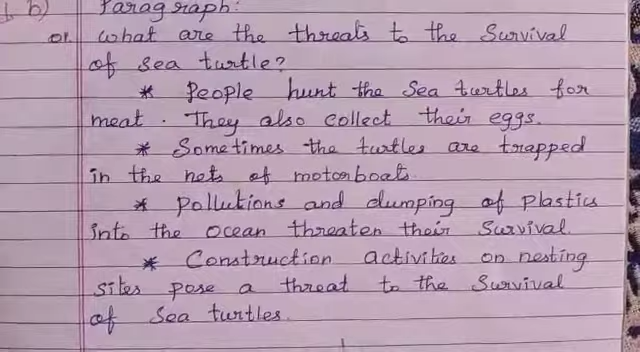 1. b) Paragraph:
01. What are the threats to the Survival
of sea turtle?
* People hunt the Sea turtles for
meat. They also collect their eggs.
* Sometimes the turtles are trapped
in the nets of motorboats
* Pollutions and dumping of plastics
into the ocean threaten their Survival.
* Construction activities on nesting
sites pose a threat to the Survival
of Sea turtles.